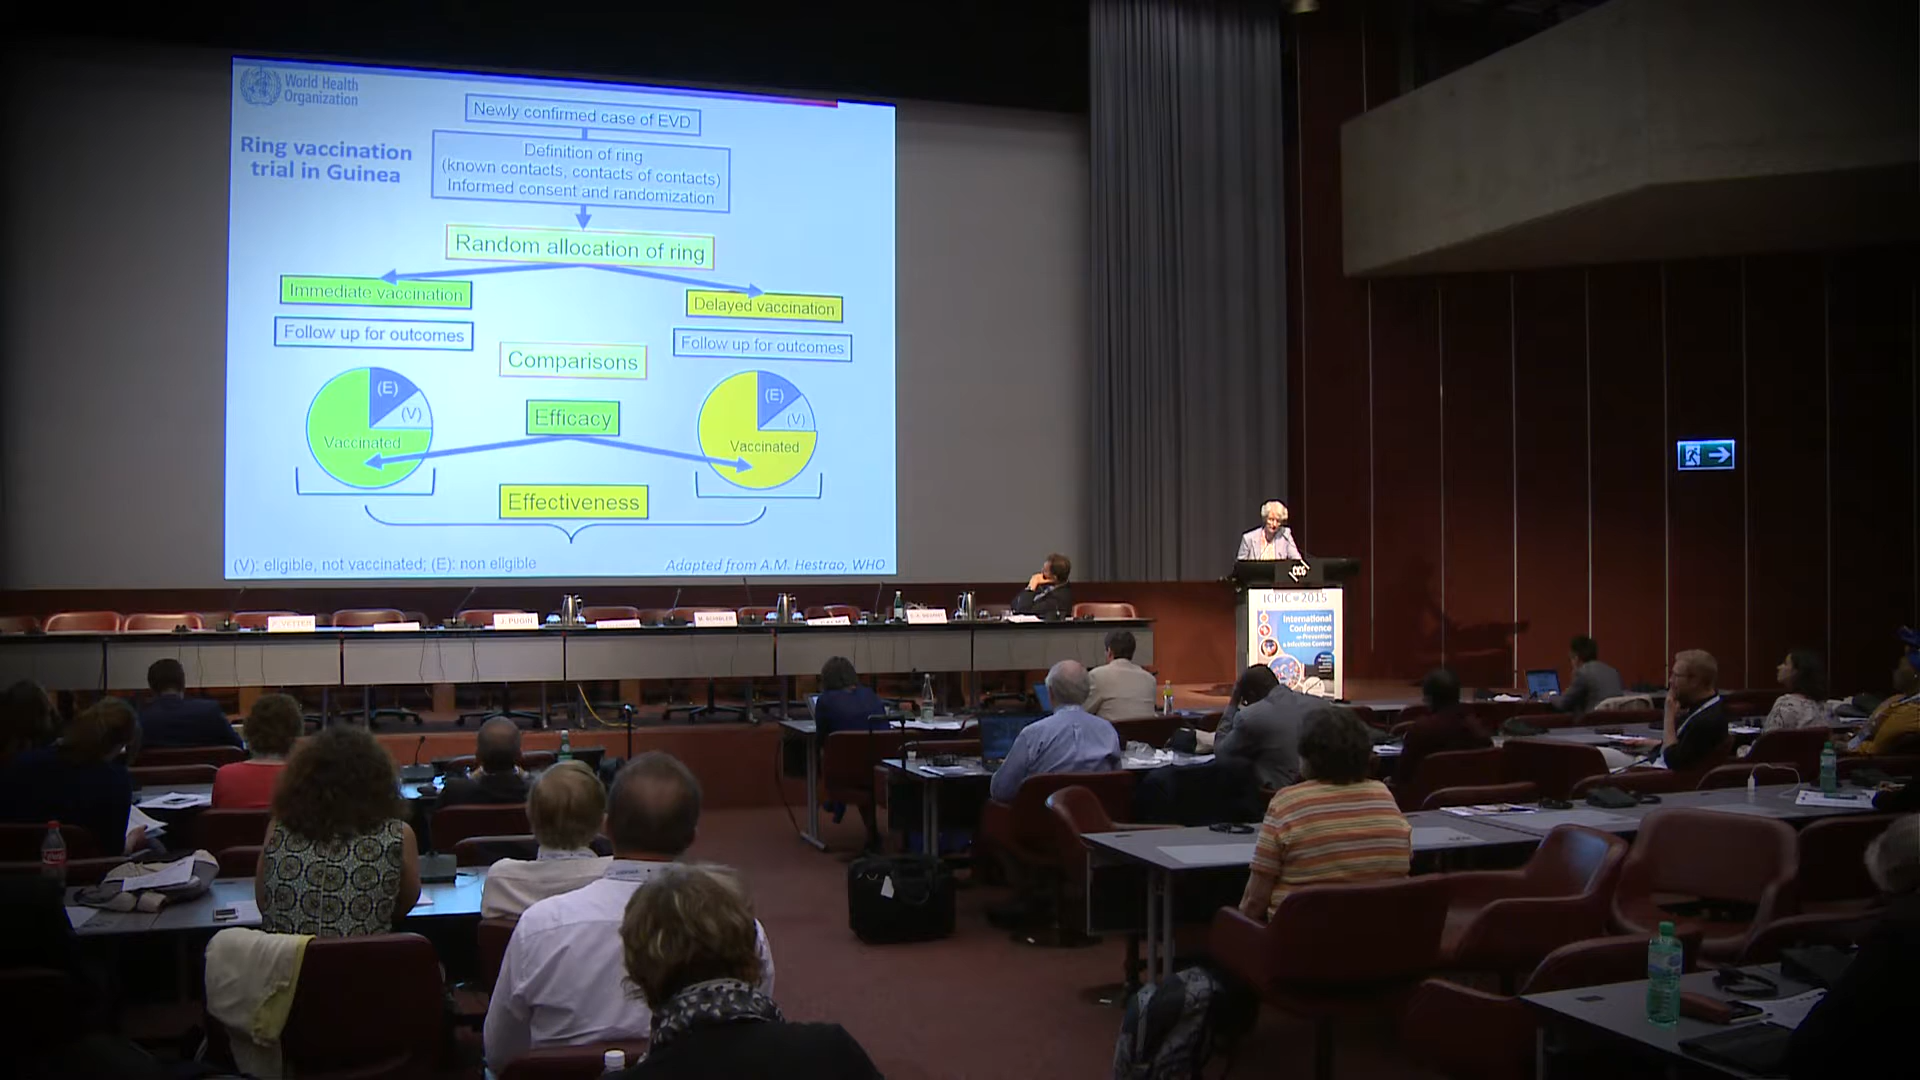 World Health
Organization
Ring vaccination
trial in Guinea
Newly confirmed case of EVD
Definition of ring
(known contacts, contacts of contacts)
Informed consent and randomization
Random allocation of ring
Immediate vaccination
Delayed vaccination
Follow up for outcomes
Follow up for outcomes
Comparisons
(E)
(V)
Vaccinated
Efficacy
(E)
(V)
Vaccinated
Effectiveness
(V): eligible, not vaccinated; (E): non eligible
Adapted from A.M. Hestrao, WHO
J. PUGIN
ICPIC 2015
International
Conference
on Prevention
& Infection Control